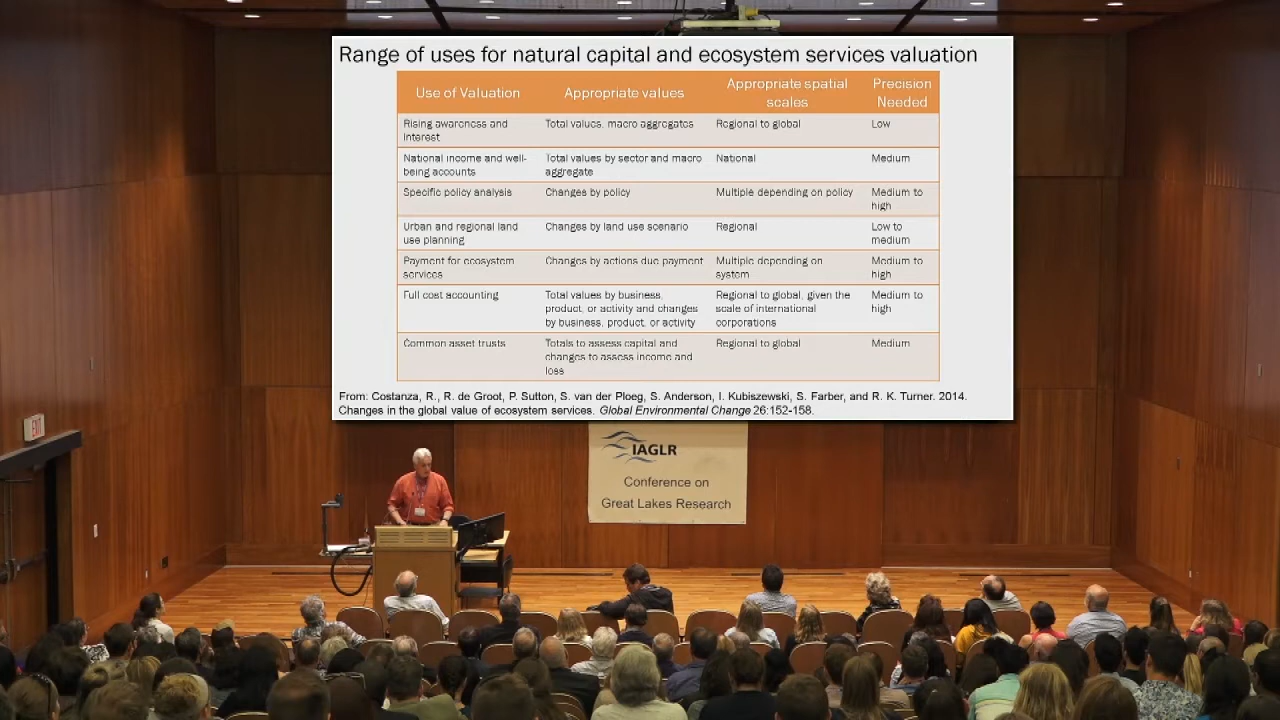 Range of uses for natural capital and ecosystem services valuation
Use of Valuation
Appropriate values
Appropriate spatial
scales
Precision
Needed
Rising awareness and
interest
Total values, macro aggregates
Regional to global
Low
National income and well-
being accounts
Total values by sector and macro
aggregate
National
Medium
Specific policy analysis
Changes by policy
Multiple depending on policy
Medium to
high
Urban and regional land
use planning
Changes by land use scenario
Regional
Low to
medium
Payment for ecosystem
services
Changes by actions due payment
Multiple depending on
system
Medium to
high
Full cost accounting
Total values by business,
product, or activity and changes
by business, product, or activity
Regional to global, given the
scale of international
corporations
Medium to
high
Common asset trusts
Totals to assess capital and
changes to assess income and
loss
Regional to global
Medium
From: Costanza, R., R. de Groot, P. Sutton, S. van der Ploeg, S. Anderson, I. Kubiszewski, S. Farber, and R. K. Turner. 2014.
Changes in the global value of ecosystem services. Global Environmental Change 26:152-158.
EXIT
IAGLR
Conference on
Great Lakes Research